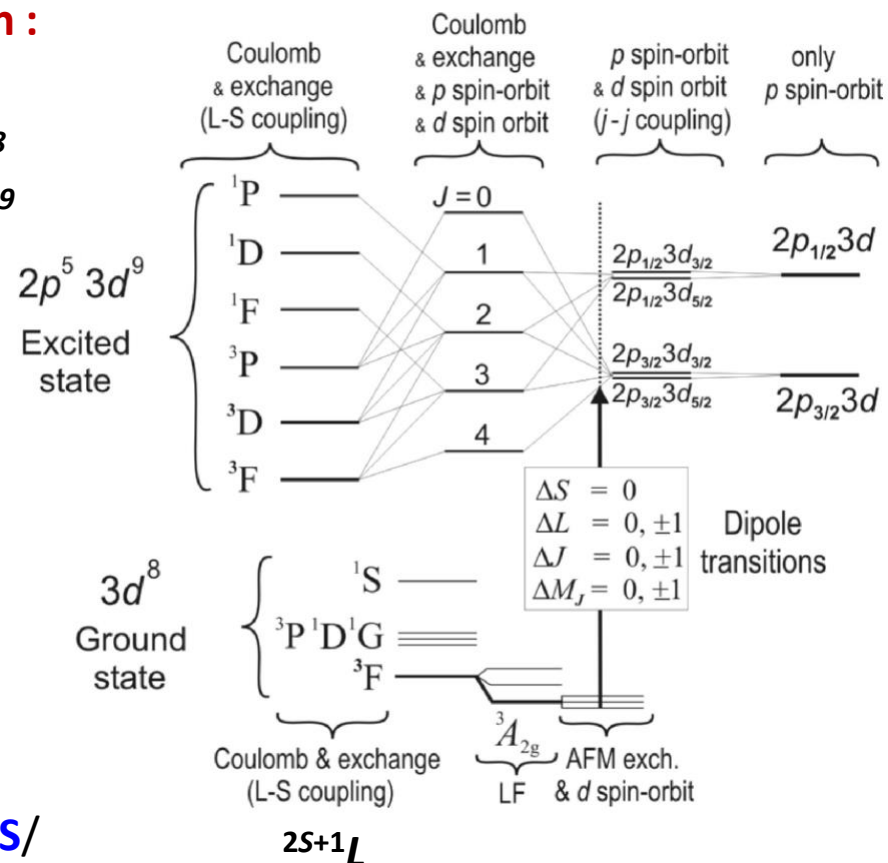 n :
3
9
Coulomb
& exchange
(L-S coupling)
Coulomb
& exchange
& p spin-orbit
& d spin orbit
p spin-orbit
& d spin orbit
(j-j coupling)
only
p spin-orbit
2p⁵ 3d⁹
Excited
state
¹P
¹D
¹F
³P
³D
³F
J = 0
1
2
3
4
2p₁/₂3d₃/₂
2p₁/₂3d₅/₂
2p₃/₂3d₃/₂
2p₃/₂3d₅/₂
2p₁/₂3d
2p₃/₂3d
ΔS = 0
ΔL = 0, ±1
ΔJ = 0, ±1
ΔM_J = 0, ±1
Dipole
transitions
3d⁸
Ground
state
¹S
³P ¹D ¹G
³F
³A₂g
Coulomb & exchange
(L-S coupling)
LF
AFM exch.
& d spin-orbit
S/
2S+1L